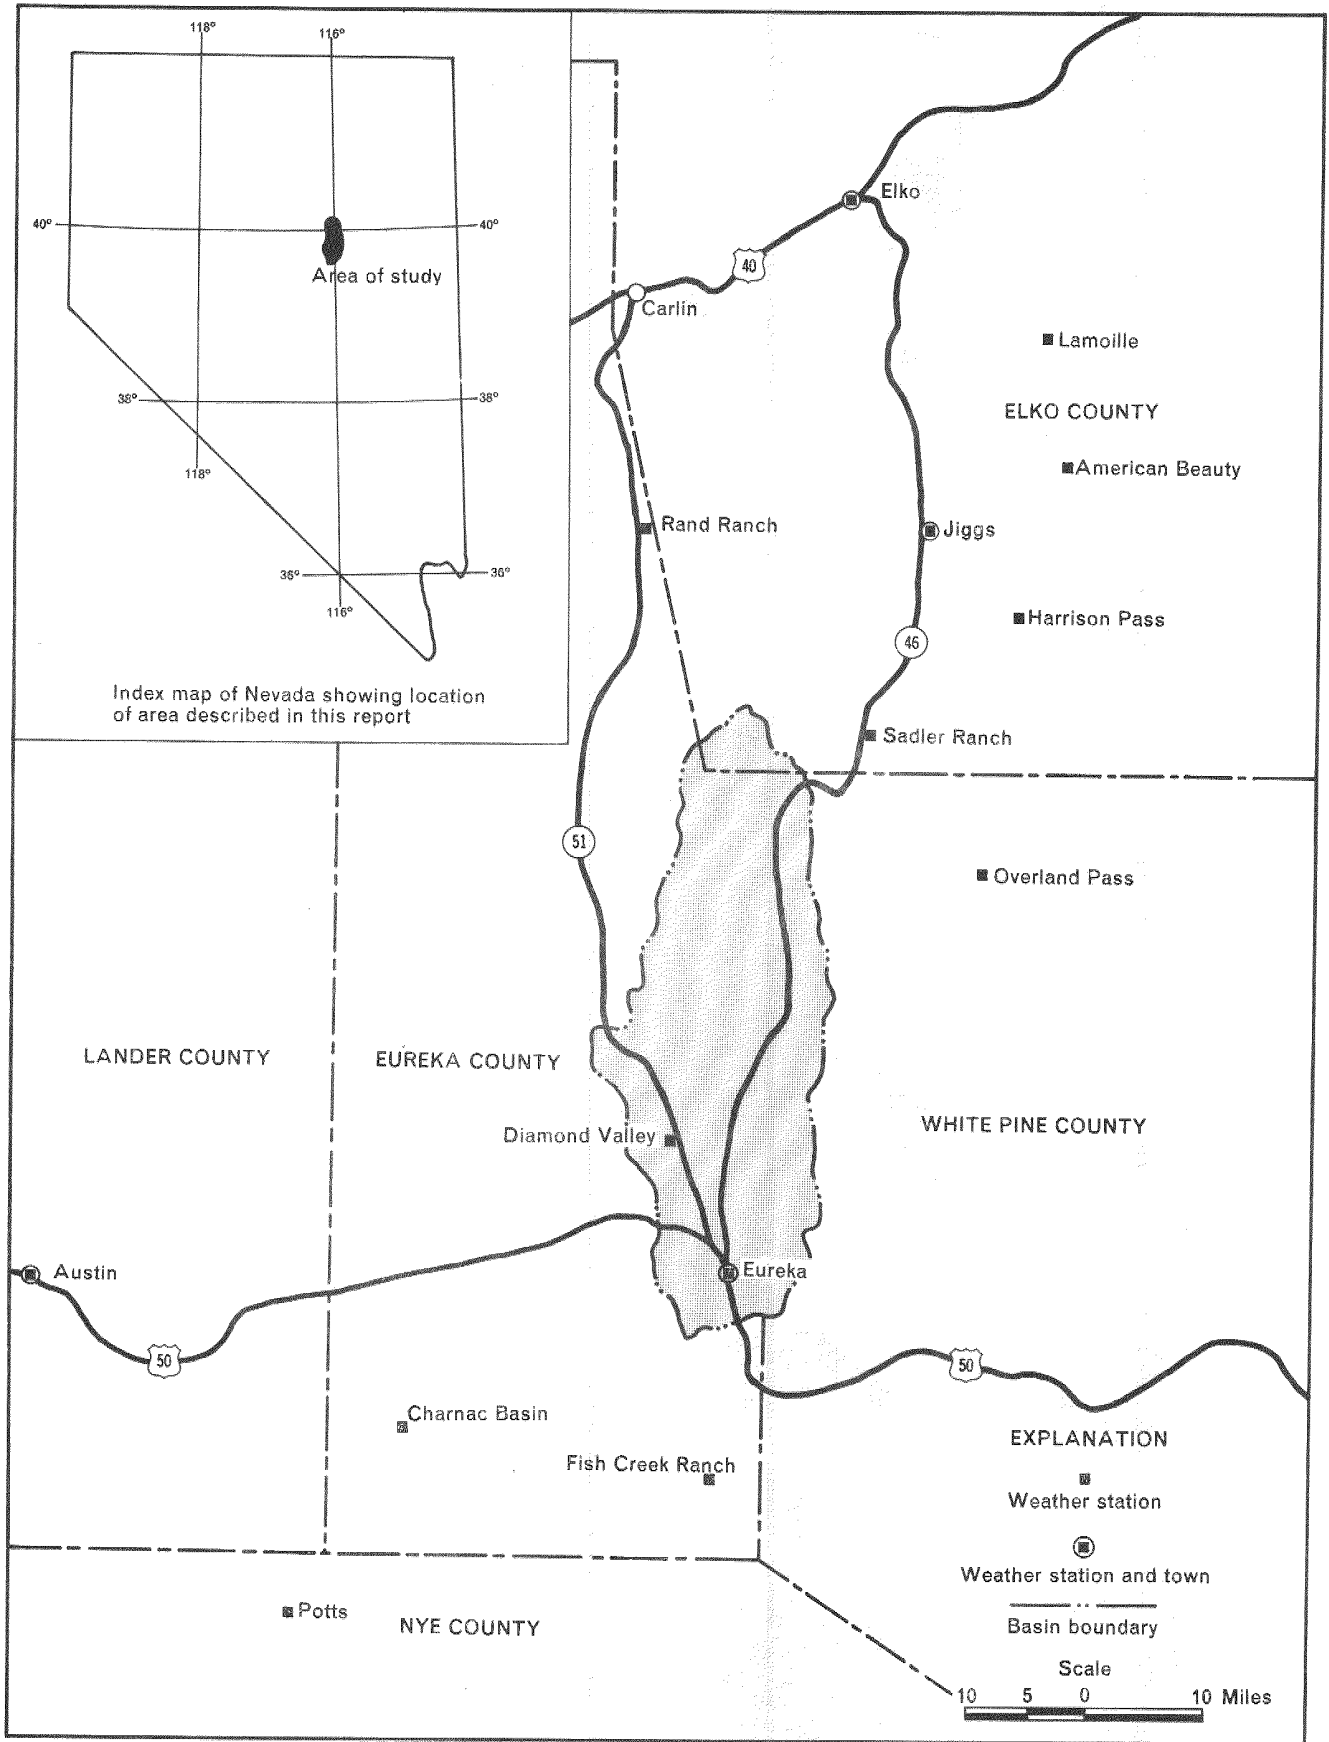 118°
116°
40°
40°
Area of study
38°
38°
118°
36°
36°
116°
Index map of Nevada showing location
of area described in this report
Elko
40
Carlin
Lamoille
ELKO COUNTY
American Beauty
Rand Ranch
Jiggs
Harrison Pass
46
Sadler Ranch
51
Overland Pass
LANDER COUNTY
EUREKA COUNTY
WHITE PINE COUNTY
Diamond Valley
Austin
Eureka
50
50
Charnac Basin
Fish Creek Ranch
EXPLANATION
Weather station
Weather station and town
Basin boundary
Potts
NYE COUNTY
Scale
10 5 0 10 Miles